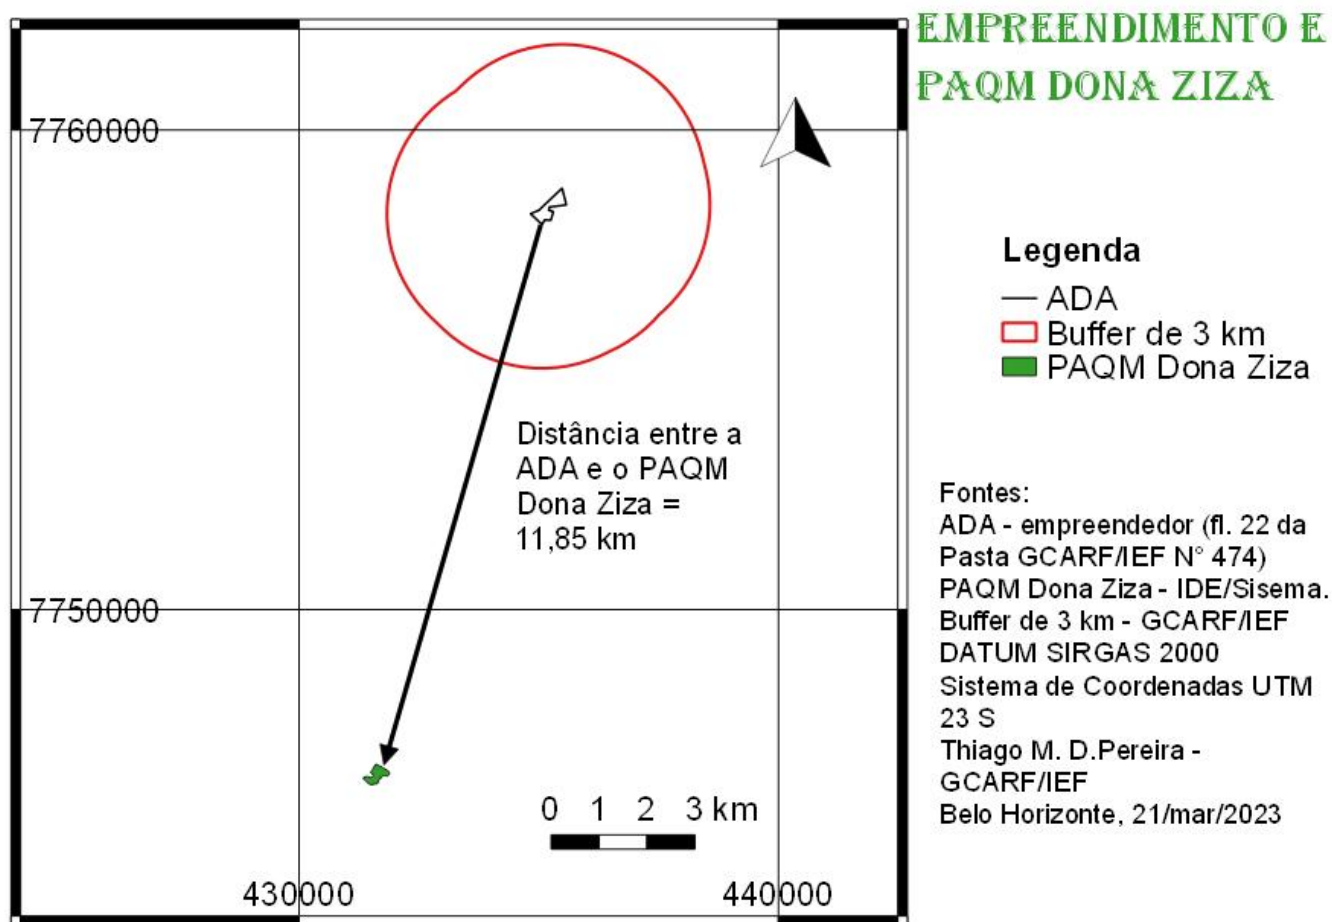 EMPREENDIMENTO E
PAQM DONA ZIZA
7760000
7750000
430000
440000
Distância entre a
ADA e o PAQM
Dona Ziza =
11,85 km
0 1 2 3 km
Legenda
ADA
Buffer de 3 km
PAQM Dona Ziza
Fontes:
ADA - empreendedor (fl. 22 da
Pasta GCARF/IEF N° 474)
PAQM Dona Ziza - IDE/Sisema.
Buffer de 3 km - GCARF/IEF
DATUM SIRGAS 2000
Sistema de Coordenadas UTM
23 S
Thiago M. D.Pereira -
GCARF/IEF
Belo Horizonte, 21/mar/2023